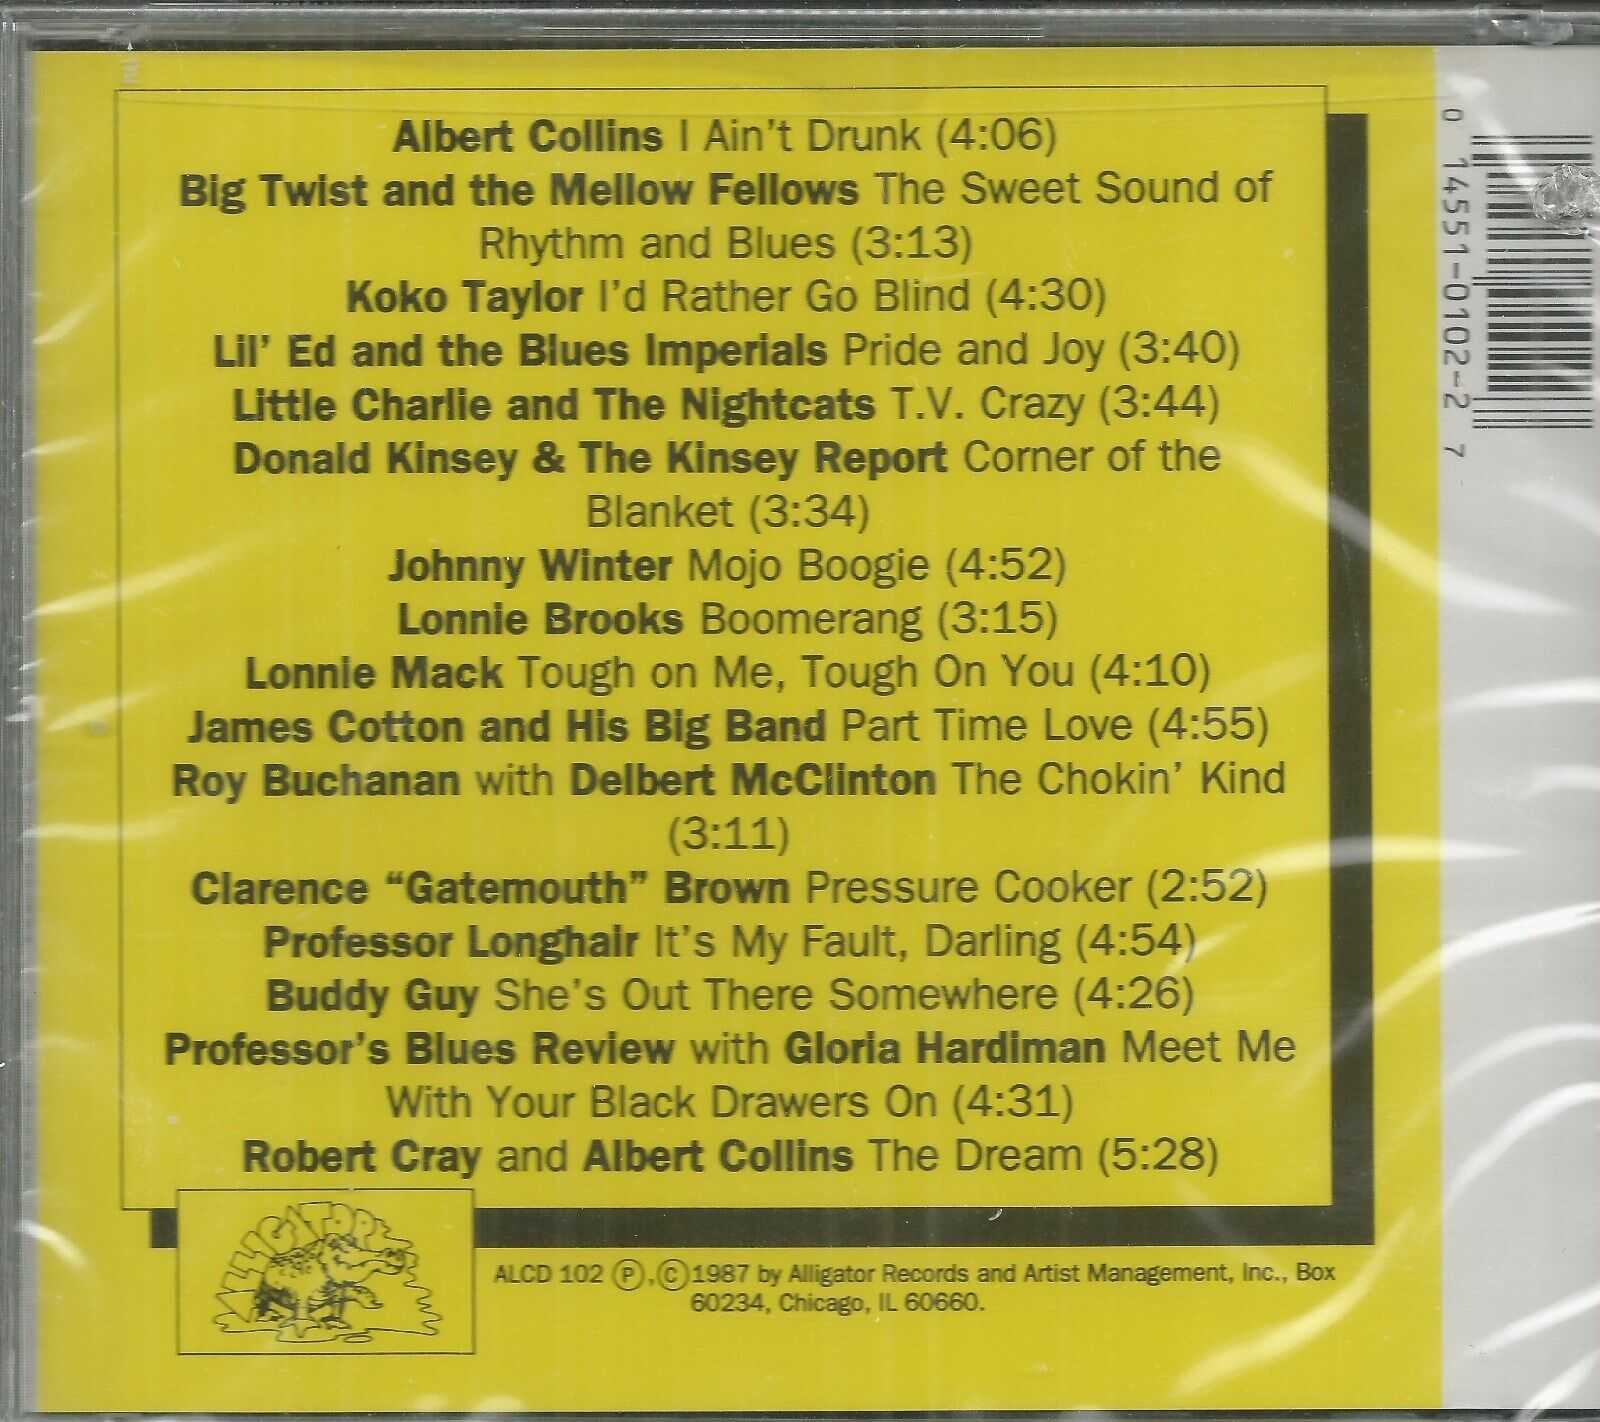 Albert Collins I Ain't Drunk (4:06)
Big Twist and the Mellow Fellows The Sweet Sound of
Rhythm and Blues (3:13)
Koko Taylor I'd Rather Go Blind (4:30)
Lil' Ed and the Blues Imperials Pride and Joy (3:40)
Little Charlie and The Nightcats T.V. Crazy (3:44)
Donald Kinsey & The Kinsey Report Corner of the
Blanket (3:34)
Johnny Winter Mojo Boogie (4:52)
Lonnie Brooks Boomerang (3:15)
Lonnie Mack Tough on Me, Tough On You (4:10)
James Cotton and His Big Band Part Time Love (4:55)
Roy Buchanan with Delbert McClinton The Chokin' Kind
(3:11)
Clarence “Gatemouth” Brown Pressure Cooker (2:52)
Professor Longhair It's My Fault, Darling (4:54)
Buddy Guy She's Out There Somewhere (4:26)
Professor's Blues Review with Gloria Hardiman Meet Me
With Your Black Drawers On (4:31)
Robert Cray and Albert Collins The Dream (5:28)
ALLIGATOR
ALCD 102 Ⓟ,©1987 by Alligator Records and Artist Management, Inc., Box
60234, Chicago, IL 60660.
0 14551-0102-2 7